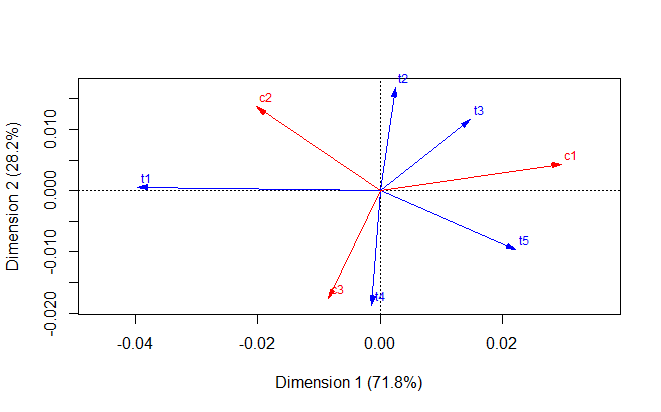 t2
c2
t3
c1
t1
t5
c3
t4
0.010
0.000
-0.010
-0.020
Dimension 2 (28.2%)
-0.04 -0.02 0.00 0.02
Dimension 1 (71.8%)